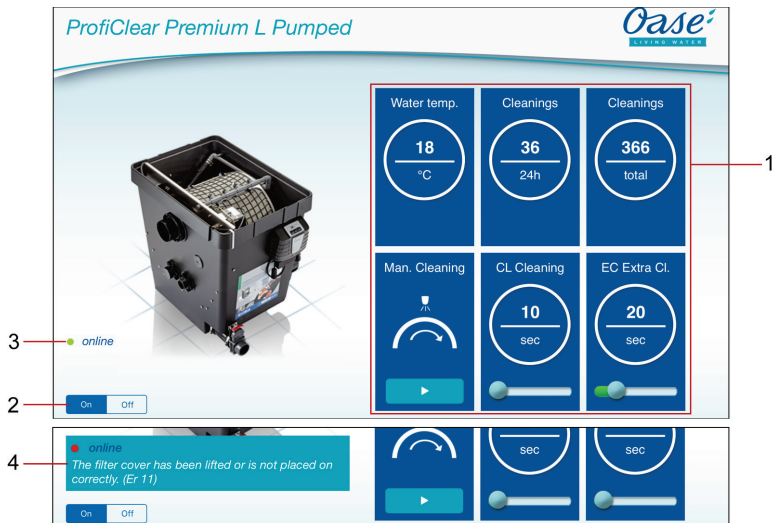 ProfiClear Premium L Pumped
Oase
LIVING WATER
Water temp.
18
°C
Cleanings
36
24h
Cleanings
366
total
1
Man. Cleaning
CL Cleaning
10
sec
EC Extra Cl.
20
sec
3
online
2
On
Off
4
online
The filter cover has been lifted or is not placed on
correctly. (Er 11)
sec
sec
On
Off